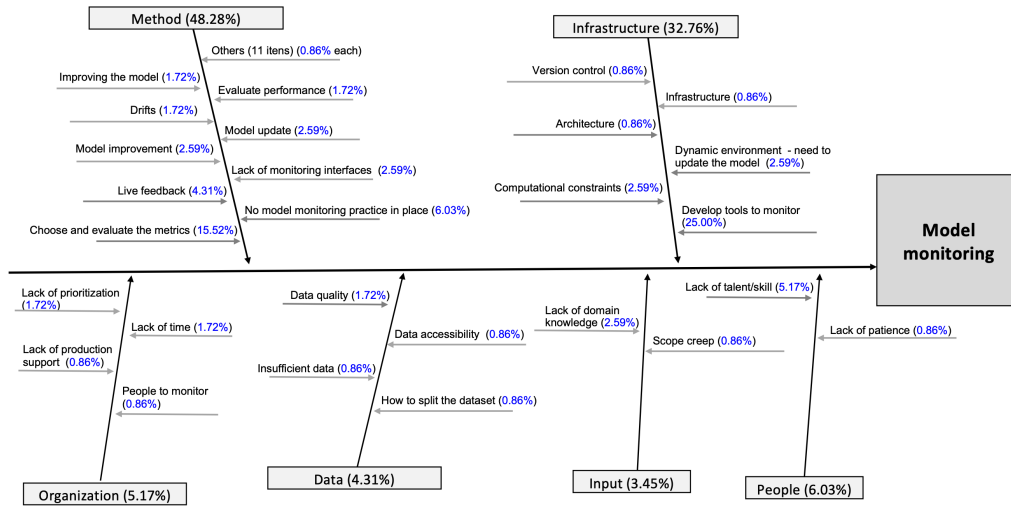 Method (48.28%)
Others (11 itens) (0.86% each)
Improving the model (1.72%)
Evaluate performance (1.72%)
Drifts (1.72%)
Model update (2.59%)
Model improvement (2.59%)
Lack of monitoring interfaces (2.59%)
Live feedback (4.31%)
No model monitoring practice in place (6.03%)
Choose and evaluate the metrics (15.52%)
Infrastructure (32.76%)
Version control (0.86%)
Infrastructure (0.86%)
Architecture (0.86%)
Dynamic environment - need to
update the model (2.59%)
Computational constraints (2.59%)
Develop tools to monitor
(25.00%)
Model
monitoring
Lack of prioritization
(1.72%)
Lack of time (1.72%)
Lack of production
support (0.86%)
People to monitor
(0.86%)
Organization (5.17%)
Data quality (1.72%)
Data accessibility (0.86%)
Insufficient data (0.86%)
How to split the dataset (0.86%)
Data (4.31%)
Lack of domain
knowledge (2.59%)
Scope creep (0.86%)
Input (3.45%)
Lack of talent/skill (5.17%)
Lack of patience (0.86%)
People (6.03%)